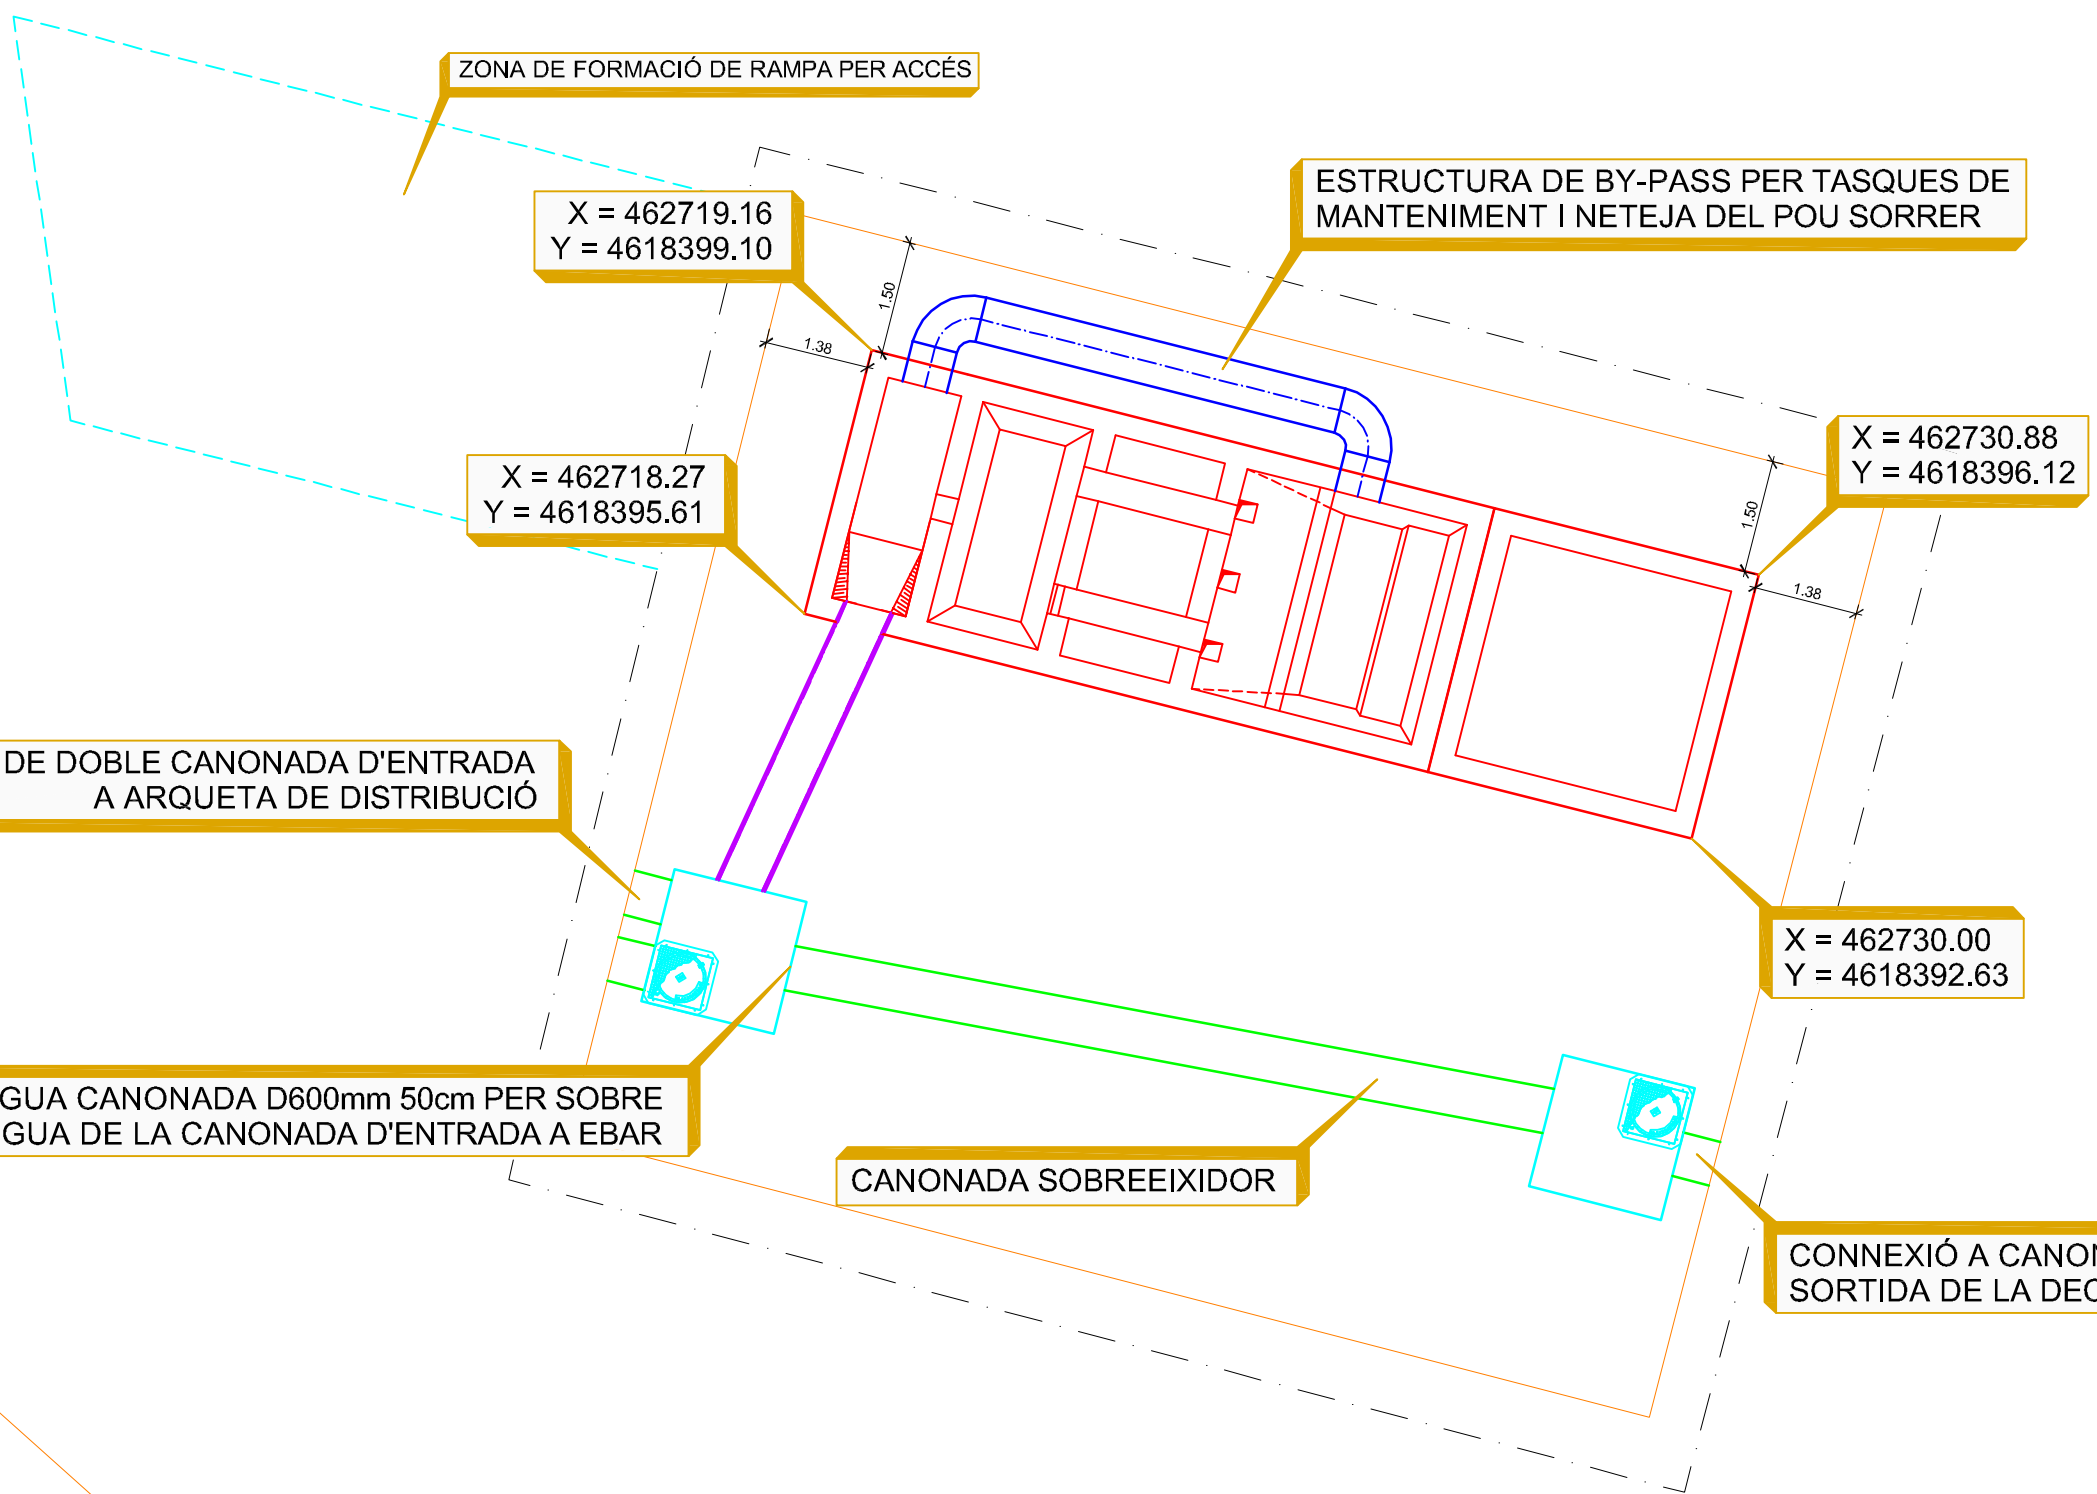 ZONA DE FORMACIÓ DE RAMPA PER ACCÉS
ESTRUCTURA DE BY-PASS PER TASQUES DE
MANTENIMENT I NETEJA DEL POU SORRER
X = 462719.16
Y = 4618399.10
1.50
1.38
X = 462730.88
Y = 4618396.12
X = 462718.27
Y = 4618395.61
1.50
1.38
DE DOBLE CANONADA D'ENTRADA
A ARQUETA DE DISTRIBUCIÓ
X = 462730.00
Y = 4618392.63
GUA CANONADA D600mm 50cm PER SOBRE
GUA DE LA CANONADA D'ENTRADA A EBAR
CANONADA SOBREEIXIDOR
CONNEXIÓ A CANON
SORTIDA DE LA DEC